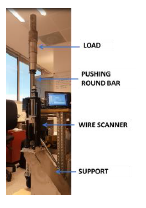 LOAD
PUSHING
ROUND BAR
WIRE SCANNER
SUPPORT